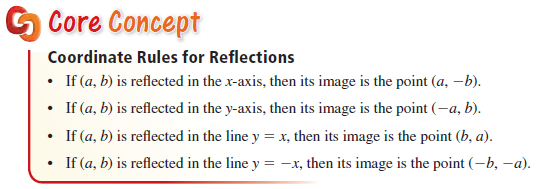 Core Concept
Coordinate Rules for Reflections
• If (a, b) is reflected in the x-axis, then its image is the point (a, −b).
• If (a, b) is reflected in the y-axis, then its image is the point (−a, b).
• If (a, b) is reflected in the line y = x, then its image is the point (b, a).
• If (a, b) is reflected in the line y = −x, then its image is the point (−b, −a).